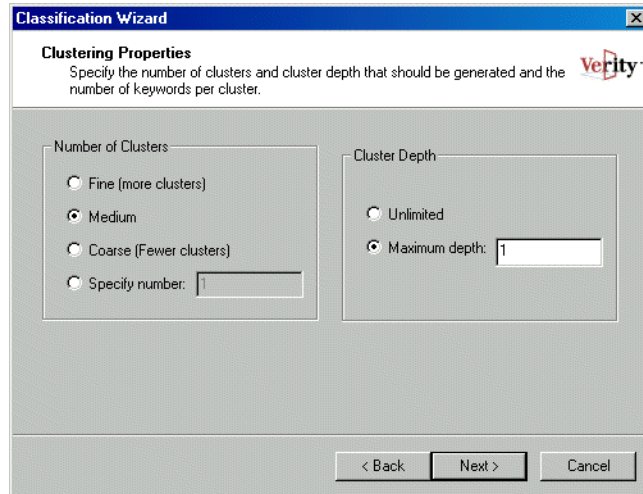 Classification Wizard
Clustering Properties
Specify the number of clusters and cluster depth that should be generated and the
number of keywords per cluster.
Verity
Number of Clusters
Fine (more clusters)
Medium
Coarse (Fewer clusters)
Specify number: 1
Cluster Depth
Unlimited
Maximum depth: 1
< Back
Next >
Cancel